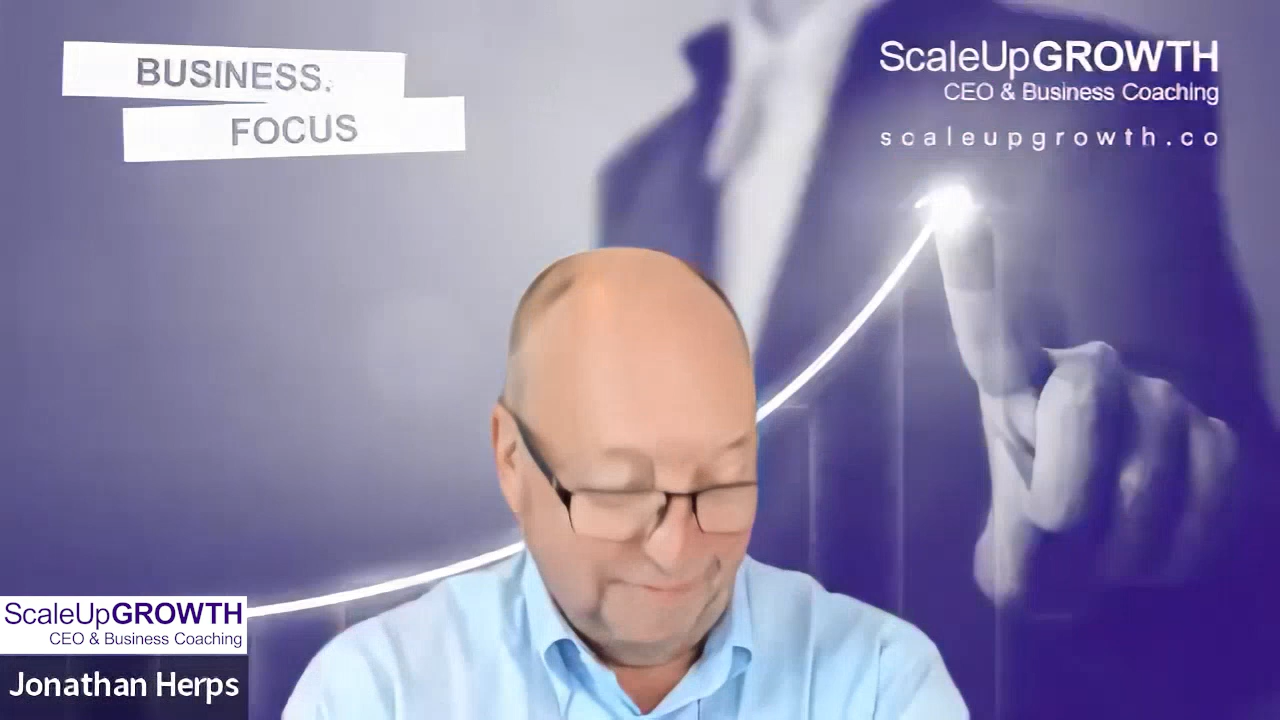 BUSINESS.
FOCUS
ScaleUpGROWTH
CEO & Business Coaching
scaleupgrowth.co
ScaleUpGROWTH
CEO & Business Coaching
Jonathan Herps